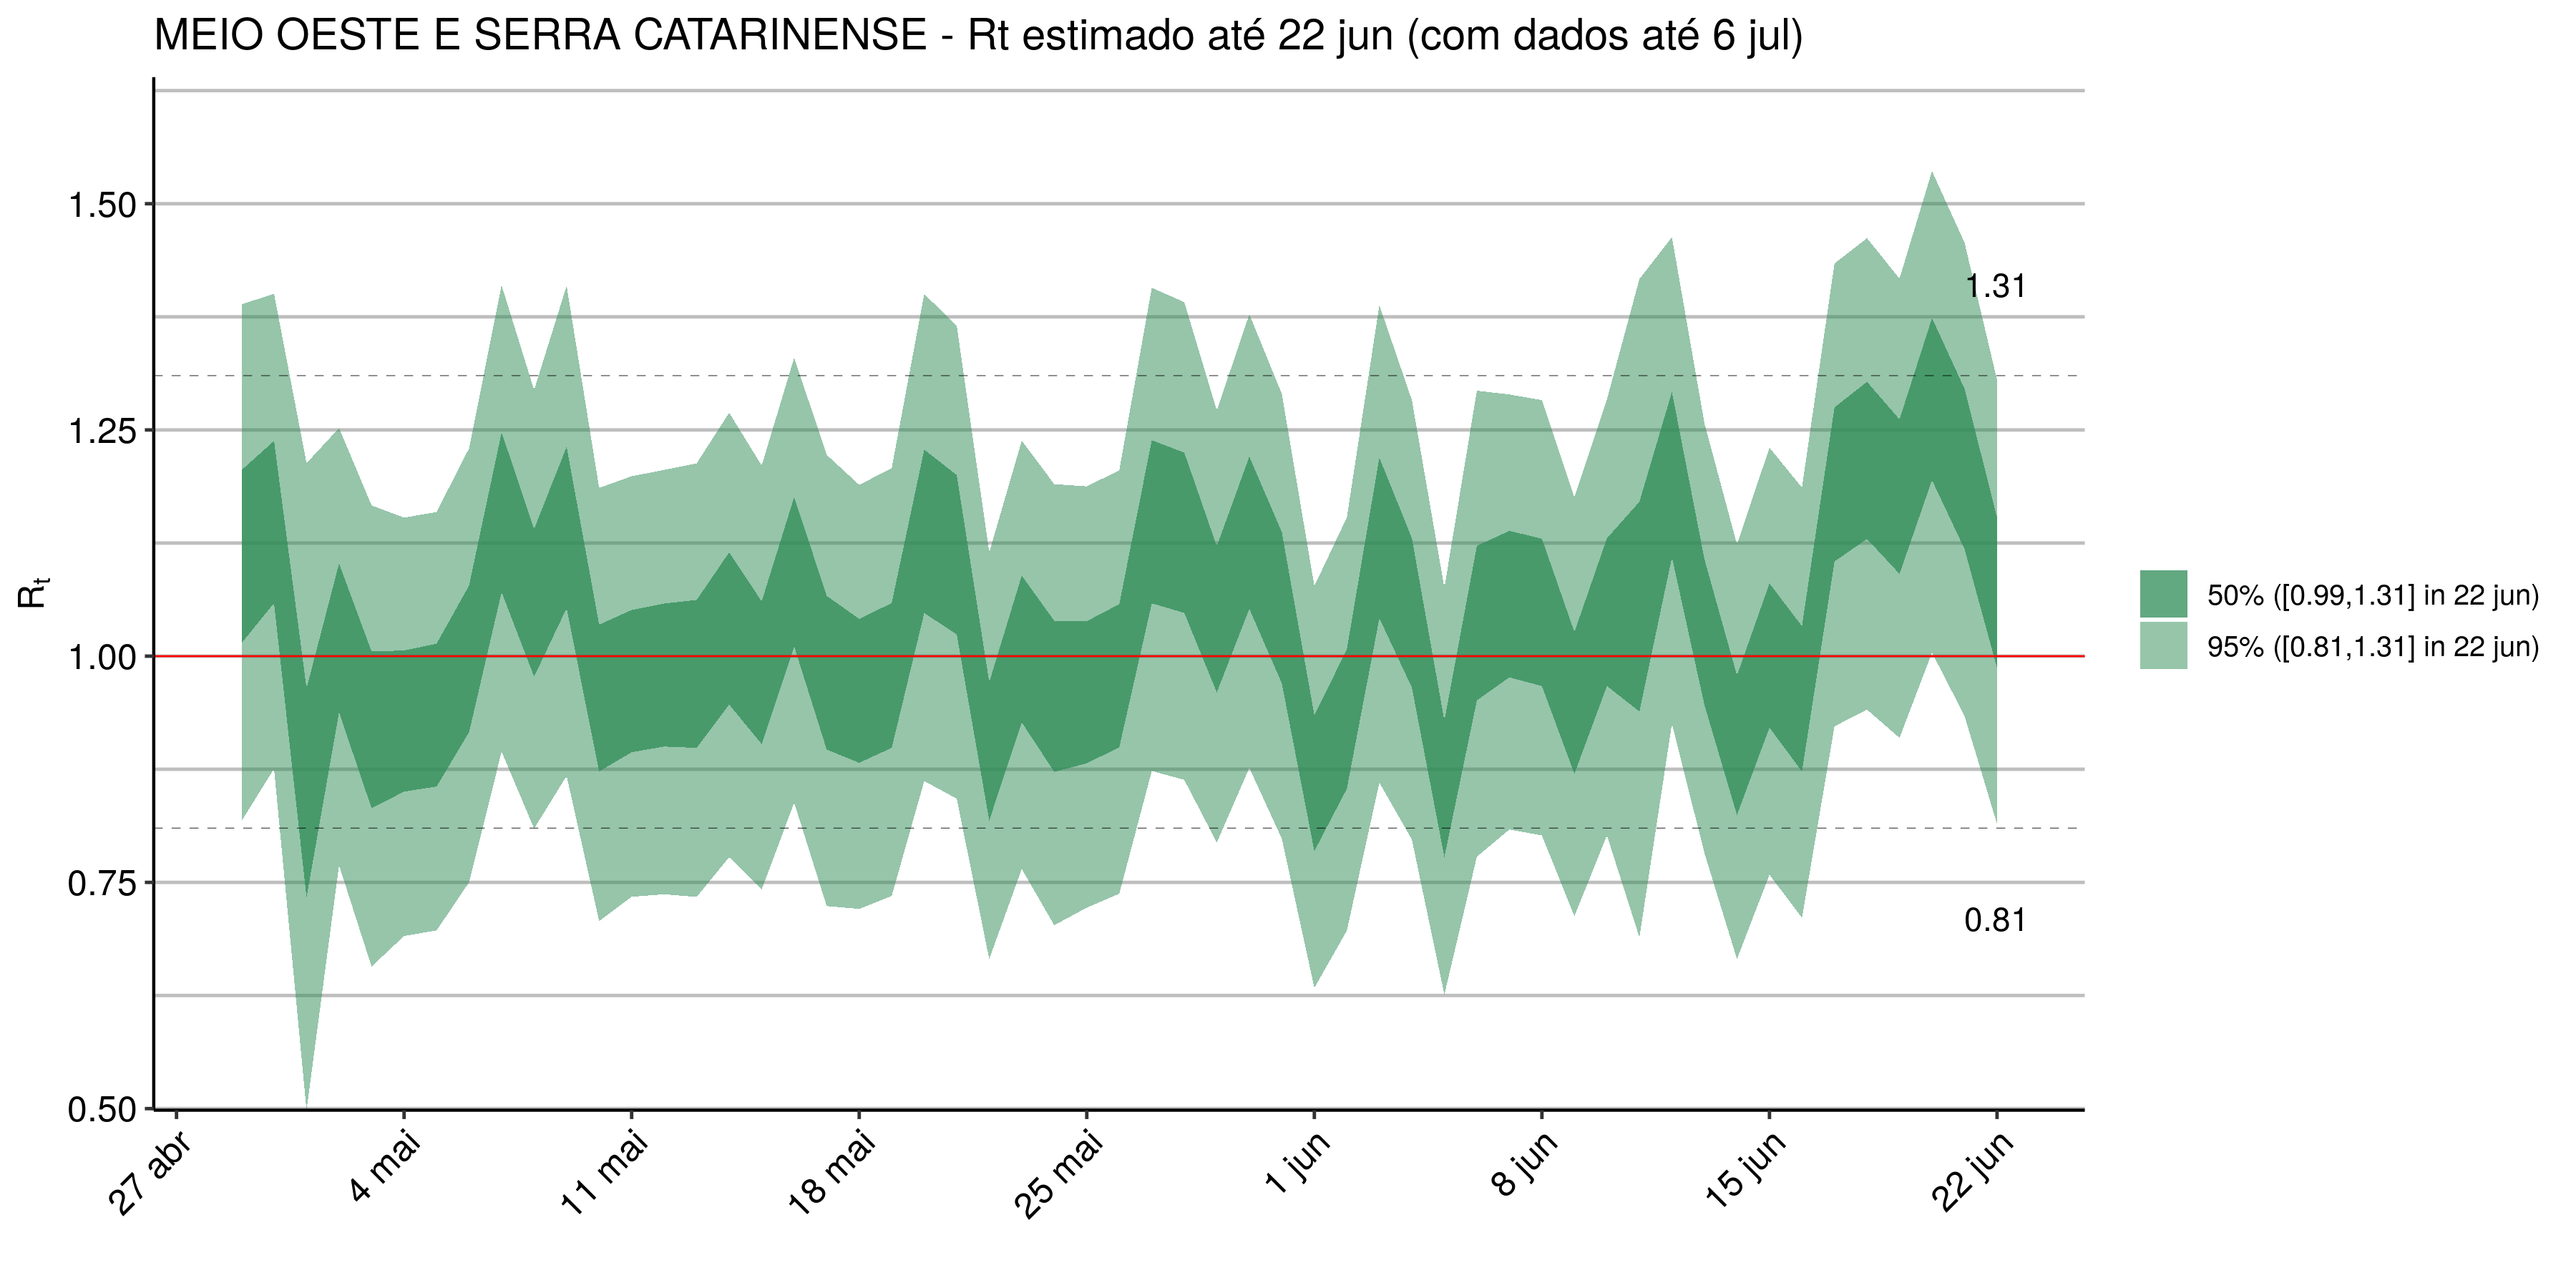 MEIO OESTE E SERRA CATARINENSE - Rt estimado até 22 jun (com dados até 6 jul)
1.50
1.25
1.00
0.75
0.50
Rt
1.31
0.81
27 abr
4 mai
11 mai
18 mai
25 mai
1 jun
8 jun
15 jun
22 jun
50% ([0.99,1.31] in 22 jun)
95% ([0.81,1.31] in 22 jun)